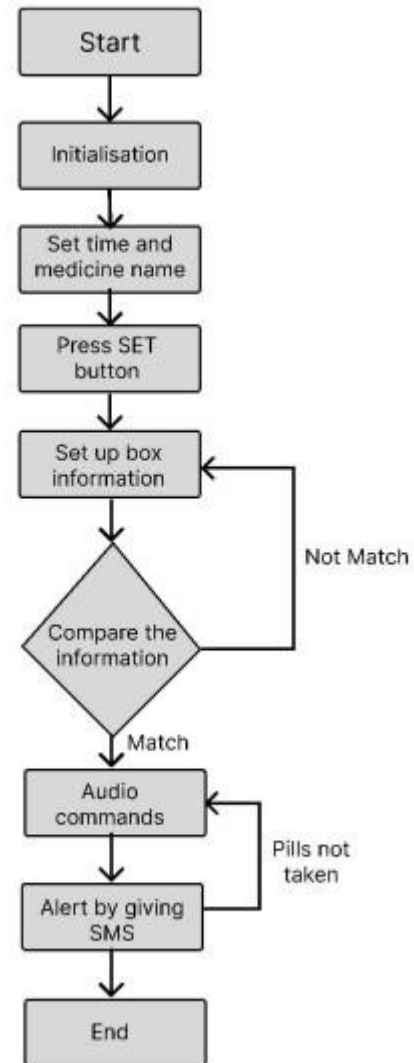 Start
Initialisation
Set time and
medicine name
Press SET
button
Set up box
information
Not Match
Compare the
information
Match
Audio
commands
Pills not
taken
Alert by giving
SMS
End